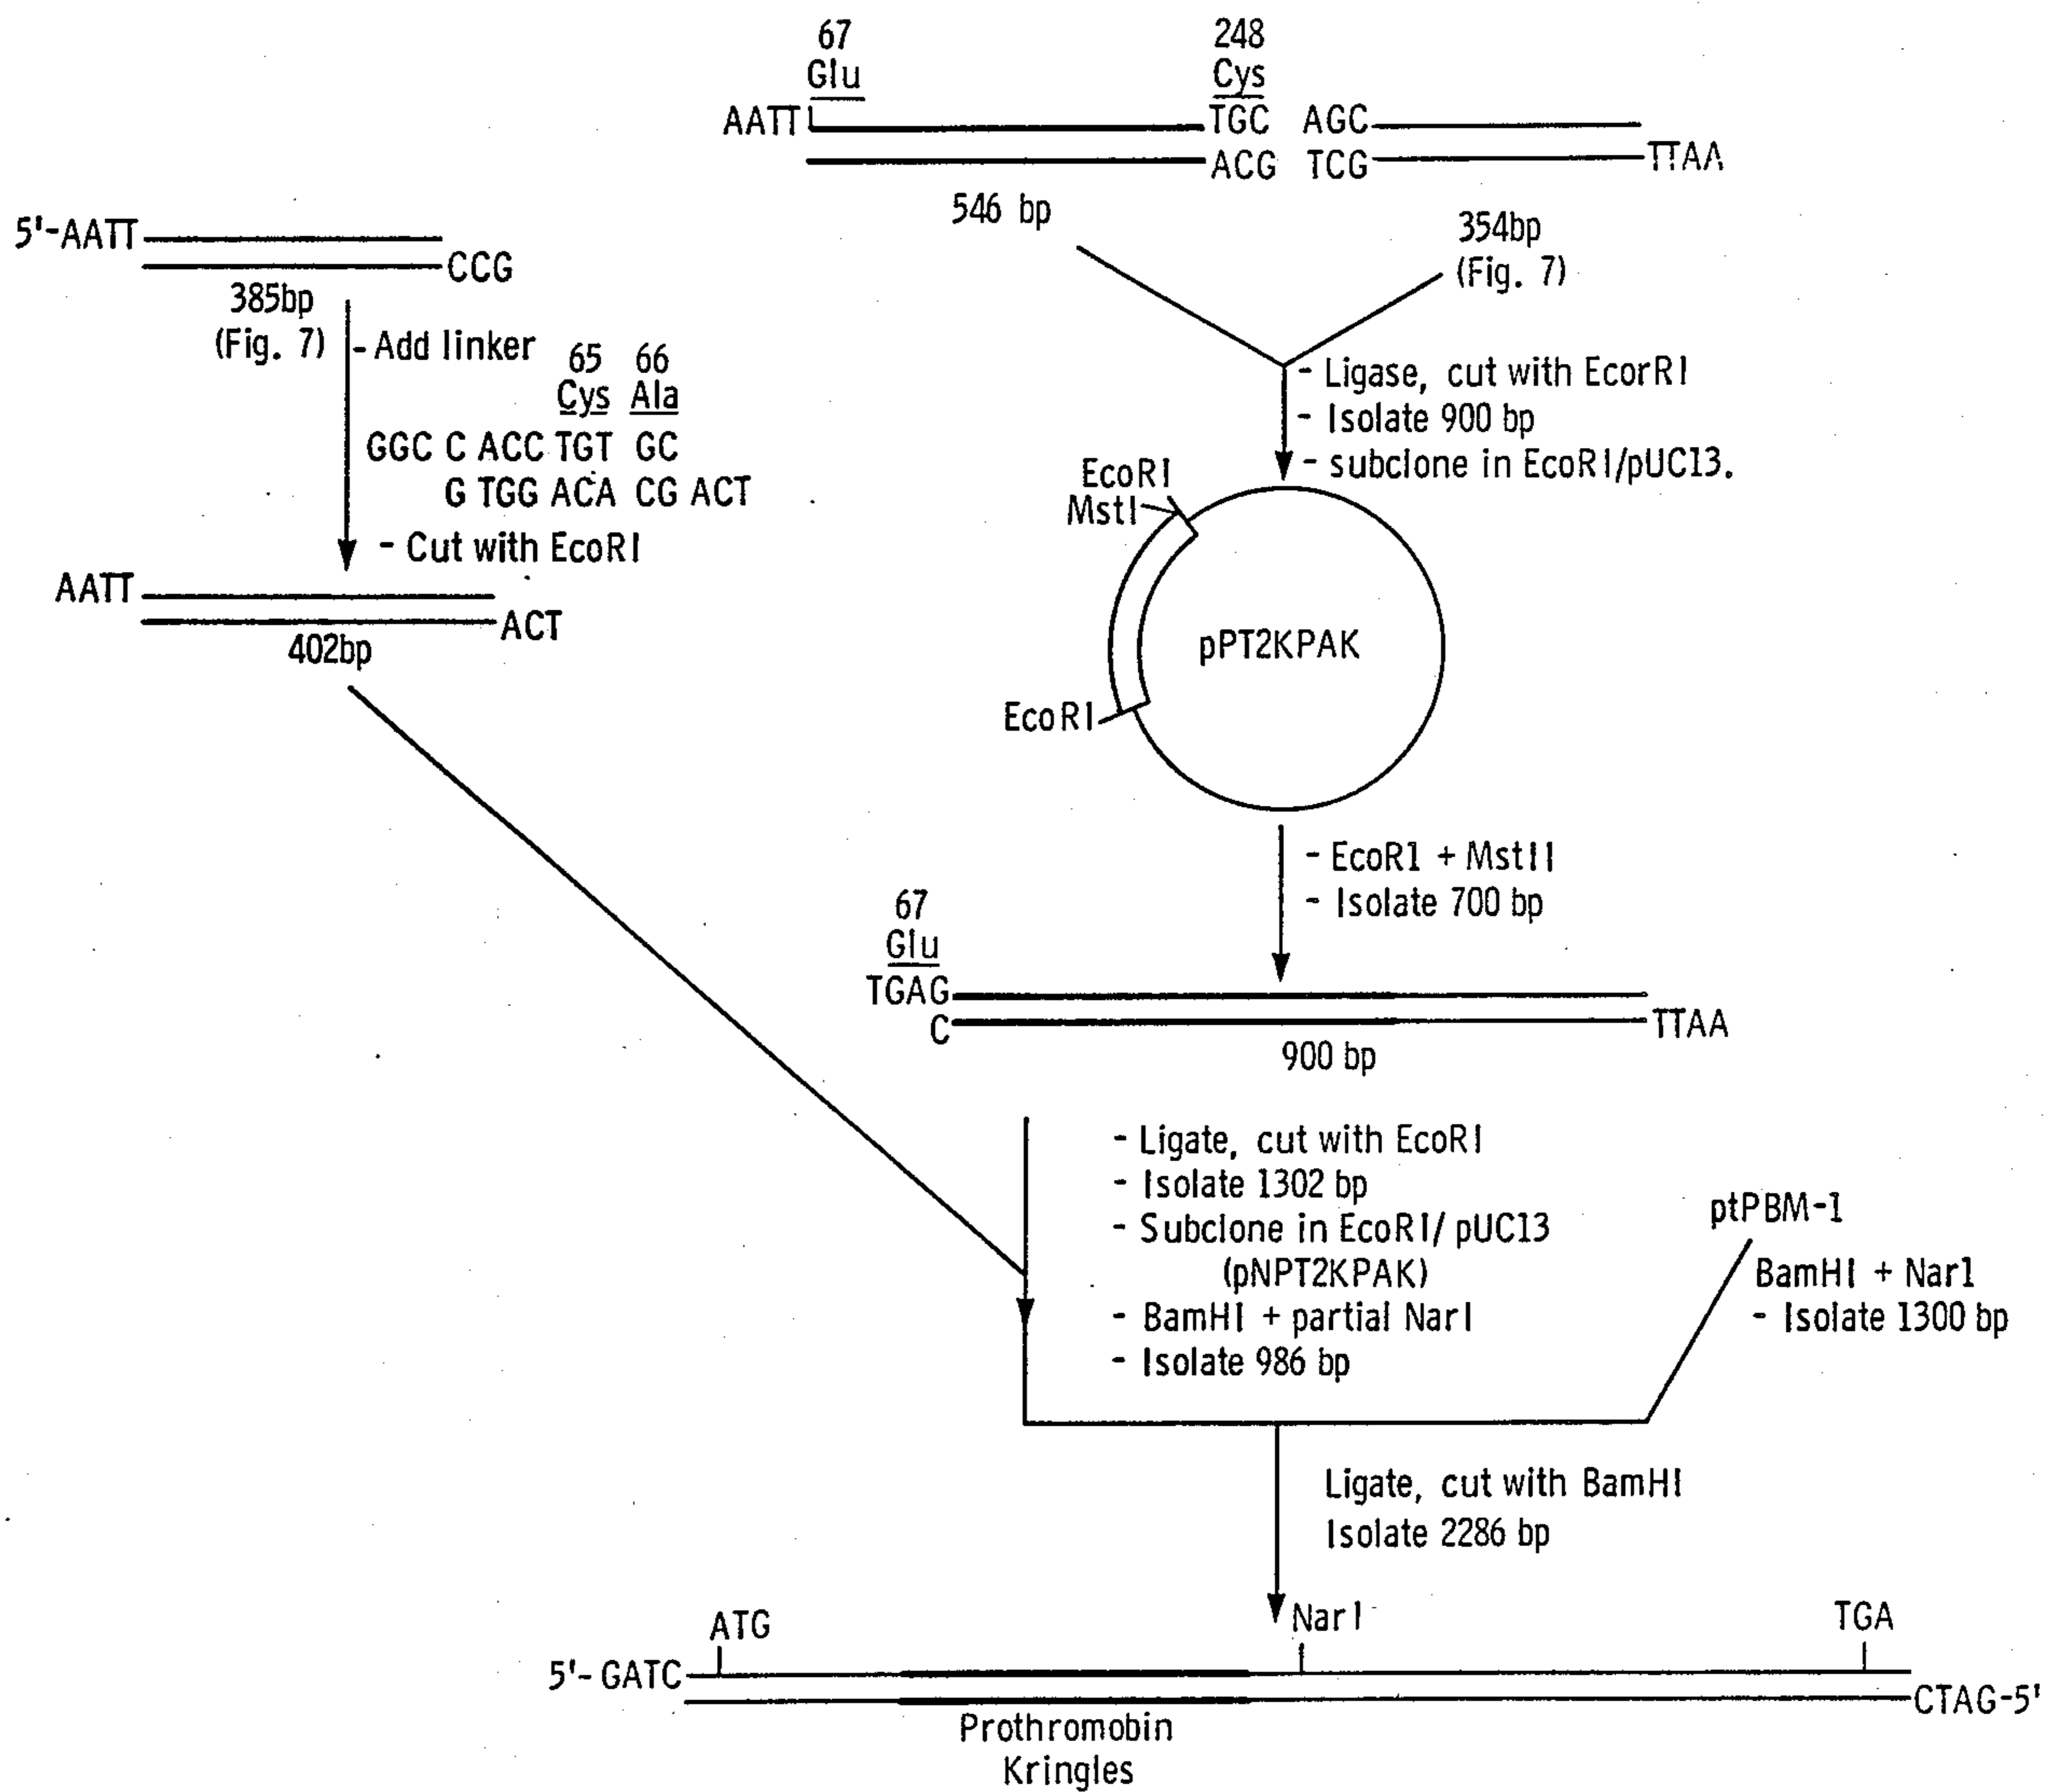 67
Glu
248
Cys
AATT
TGC AGC
ACG TCG
TTAA
546 bp
354bp
(Fig. 7)
5'-AATT
CCG
385bp
(Fig. 7)
- Add linker
65 66
Cys Ala
GGC C ACC TGT GC
G TGG ACA CG ACT
- Cut with EcoRI
AATT
ACT
402bp
- Ligase, cut with EcorRI
- Isolate 900 bp
- subclone in EcoRI/pUC13.
EcoRI
MstI
pPT2KPAK
EcoRI
- EcoR1 + MstII
- Isolate 700 bp
67
Glu
TGAG
C
TTAA
900 bp
- Ligate, cut with EcoRI
- Isolate 1302 bp
- Subclone in EcoRI/ pUC13
(pNPT2KPAK)
- BamHI + partial NarI
- Isolate 986 bp
ptPBM-1
BamHI + Nar1
- Isolate 1300 bp
Ligate, cut with BamHI
Isolate 2286 bp
ATG
Nar1
TGA
5'- GATC
CTAG-5'
Prothromobin
Kringles